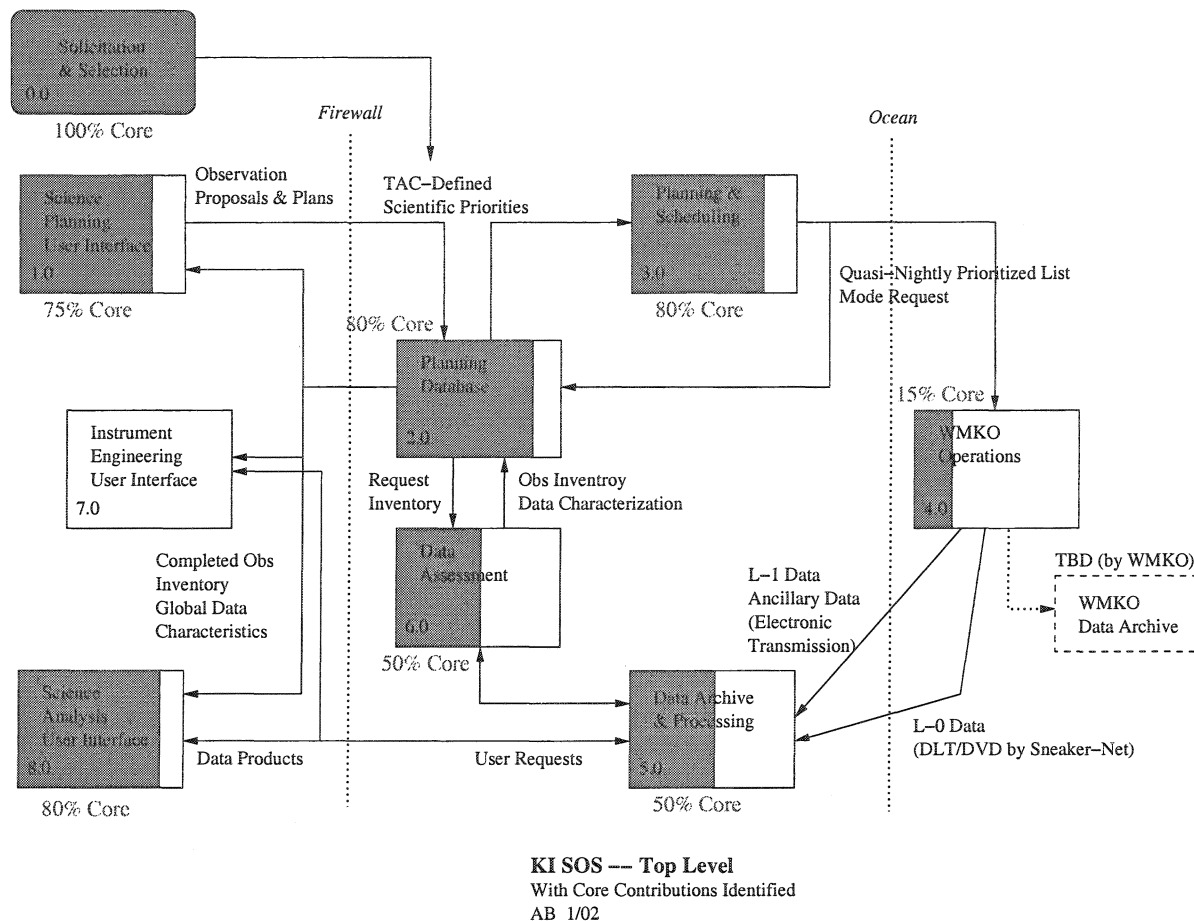 Solicitation
& Selection
0.0
100% Core
Firewall
Ocean
Science
Planning
User Interface
1.0
75% Core
Observation
Proposals & Plans
TAC–Defined
Scientific Priorities
Planning &
Scheduling
3.0
80% Core
Quasi–Nightly Prioritized List
Mode Request
80% Core
Planning
Database
2.0
15% Core
WMKO
Operations
4.0
Instrument
Engineering
User Interface
7.0
Request
Inventory
Obs Inventroy
Data Characterization
Completed Obs
Inventory
Global Data
Characteristics
Data
Assessment
6.0
50% Core
L–1 Data
Ancillary Data
(Electronic
Transmission)
TBD (by WMKO)
WMKO
Data Archive
Science
Analysis
User Interface
8.0
80% Core
Data Products
User Requests
Data Archive
& Processing
5.0
50% Core
L–0 Data
(DLT/DVD by Sneaker–Net)
KI SOS –– Top Level
With Core Contributions Identified
AB 1/02